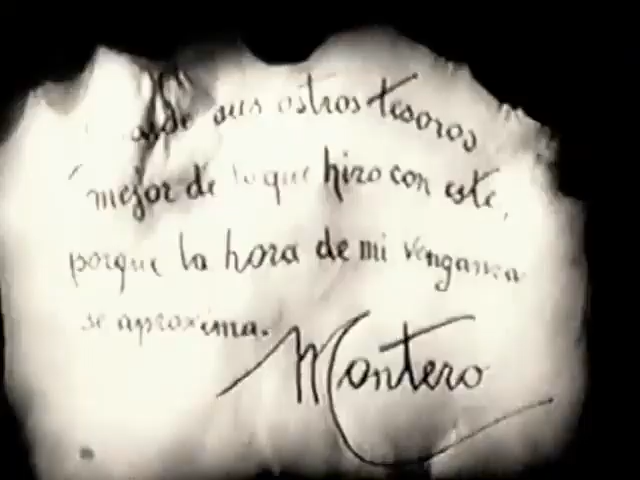 sus ostros tesoros
mejor de lo que hizo con este,
porque la hora de mi venganza
se aproxima.
Montero